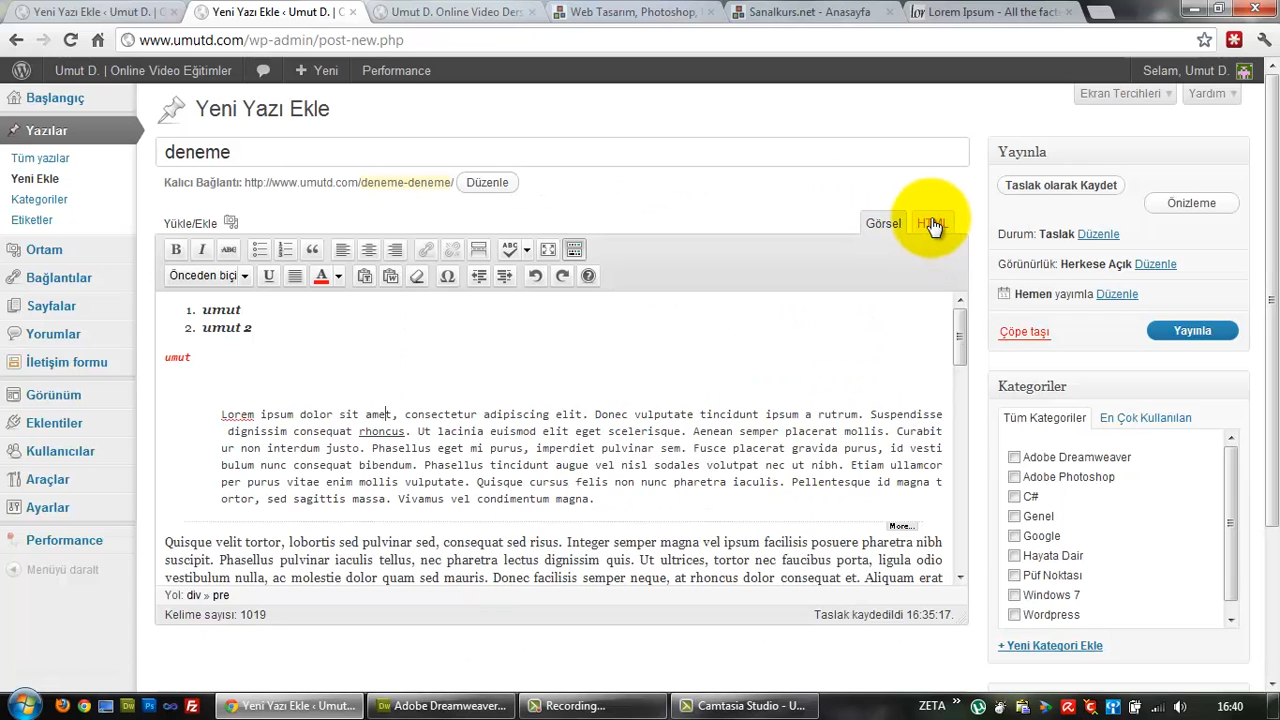 Yeni Yazı Ekle ‹ Umut D. | C
Yeni Yazı Ekle ‹ Umut D. | C
Umut D. Online Video Ders
Web Tasarım, Photoshop,
Sanalkurs.net - Anasayfa
Lorem Ipsum - All the facts
www.umutd.com/wp-admin/post-new.php
Umut D. | Online Video Eğitimler
Yeni
Performance
Selam, Umut D.
Başlangıç
Yazılar
Tüm yazılar
Yeni Ekle
Kategoriler
Etiketler
Ortam
Bağlantılar
Sayfalar
Yorumlar
İletişim formu
Görünüm
Eklentiler
Kullanıcılar
Araçlar
Ayarlar
Performance
Menüyü daralt
Ekran Tercihleri
Yardım
Yeni Yazı Ekle
deneme
Kalıcı Bağlantı: http://www.umutd.com/deneme-deneme/ Düzenle
Yükle/Ekle
Görsel
HTML
B I ABC
ABC
Önceden biçi
U A
Ω
1. umut
2. umut 2
umut
Lorem ipsum dolor sit amet, consectetur adipiscing elit. Donec vulputate tincidunt ipsum a rutrum. Suspendisse
dignissim consequat rhoncus. Ut lacinia euismod elit eget scelerisque. Aenean semper placerat mollis. Curabit
ur non interdum justo. Phasellus eget mi purus, imperdiet pulvinar sem. Fusce placerat gravida purus, id vesti
bulum nunc consequat bibendum. Phasellus tincidunt augue vel nisl sodales volutpat nec ut nibh. Etiam ullamcor
per purus vitae enim mollis vulputate. Quisque cursus felis non nunc pharetra iaculis. Pellentesque id magna t
ortor, sed sagittis massa. Vivamus vel condimentum magna.
More...
Quisque velit tortor, lobortis sed pulvinar sed, consequat sed risus. Integer semper magna vel ipsum facilisis posuere pharetra nibh
suscipit. Phasellus pulvinar iaculis tellus, nec pharetra lectus dignissim quis. Ut ultrices, tortor nec faucibus porta, ligula odio
vestibulum nulla, ac molestie dolor quam sed mauris. Donec facilisis semper neque, at rhoncus dolor consequat et. Aliquam erat
Yol: div » pre
Kelime sayısı: 1019
Taslak kaydedildi 16:35:17.
Yayınla
Taslak olarak Kaydet
Önizleme
Durum: Taslak Düzenle
Görünürlük: Herkese Açık Düzenle
Hemen yayımla Düzenle
Çöpe taşı
Yayınla
Kategoriler
Tüm Kategoriler
En Çok Kullanılan
Adobe Dreamweaver
Adobe Photoshop
C#
Genel
Google
Hayata Dair
Püf Noktası
Windows 7
Wordpress
+ Yeni Kategori Ekle
Yeni Yazı Ekle ‹ Umut...
Adobe Dreamweaver...
Recording...
Camtasia Studio - U...
ZETA
16:40